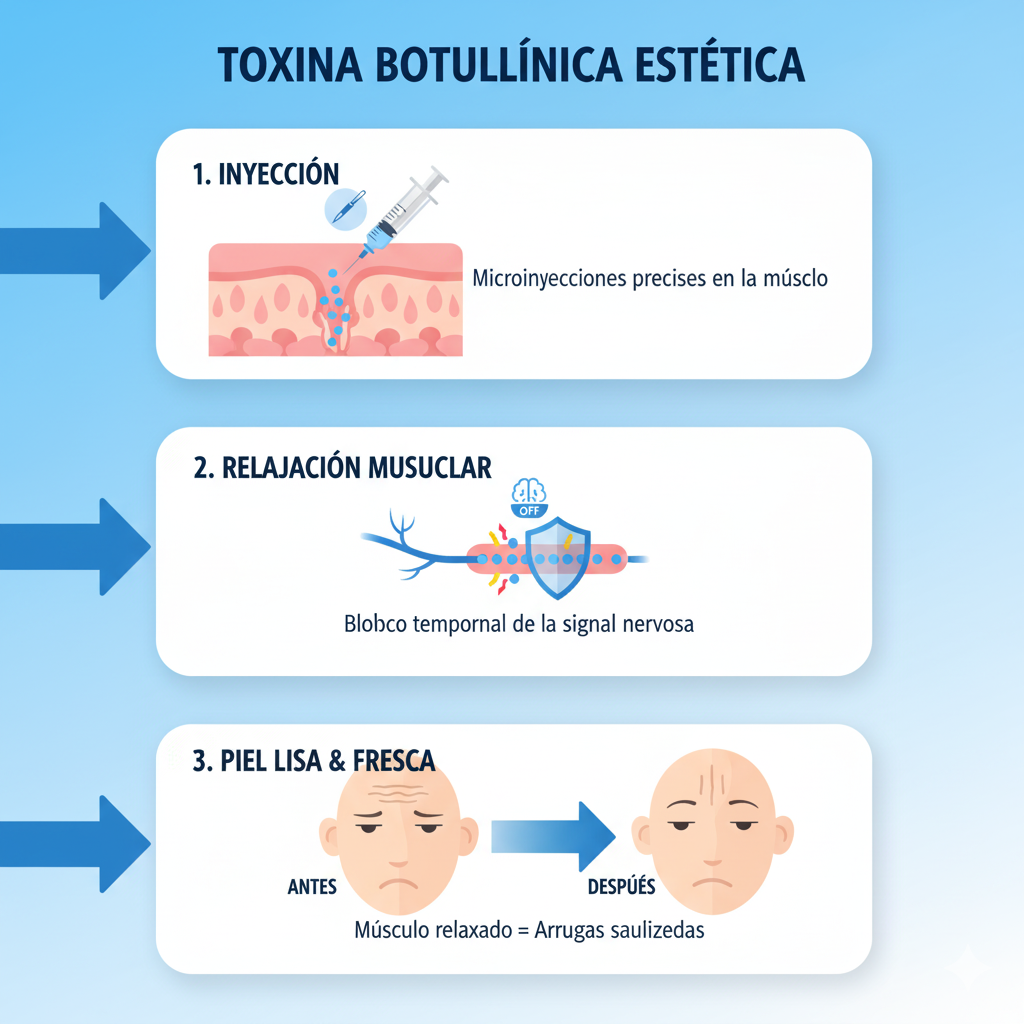 TOXINA BOTULLÍNICA ESTÉTICA
1. INYECCIÓN
Microinyecciones precises en la músclo
2. RELAJACIÓN MUSUCLAR
OFF
Blobco tempornal de la signal nervosa
3. PIEL LISA & FRESCA
ANTES
DESPÚÉS
Músculo relaxado = Arrugas saulizedas